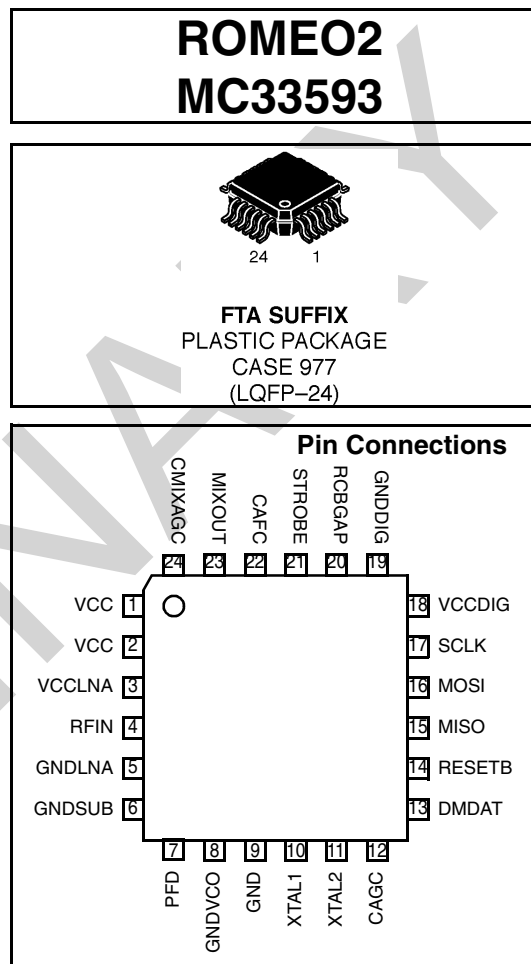 ROMEO2
MC33593
24 1
FTA SUFFIX
PLASTIC PACKAGE
CASE 977
(LQFP–24)
Pin Connections
CMIXAGC MIXOUT CAFC STROBE RCBGAP GNDDIG
24 23 22 21 20 19
VCC 1 18 VCCDIG
VCC 2 17 SCLK
VCCLNA 3 16 MOSI
RFIN 4 15 MISO
GNDLNA 5 14 RESETB
GNDSUB 6 13 DMDAT
7 8 9 10 11 12
PFD GNDVCO GND XTAL1 XTAL2 CAGC